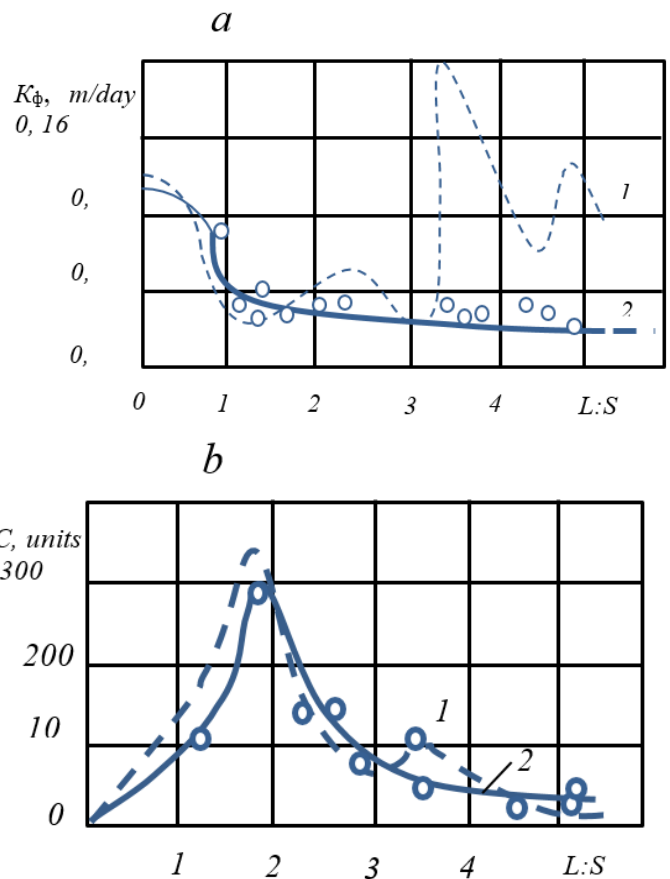 a
Kф, m/day
0, 16
0,
1
0,
2
0,
0 1 2 3 4 L:S
b
C, units
300
200
1
10
2
0
1 2 3 4 L:S